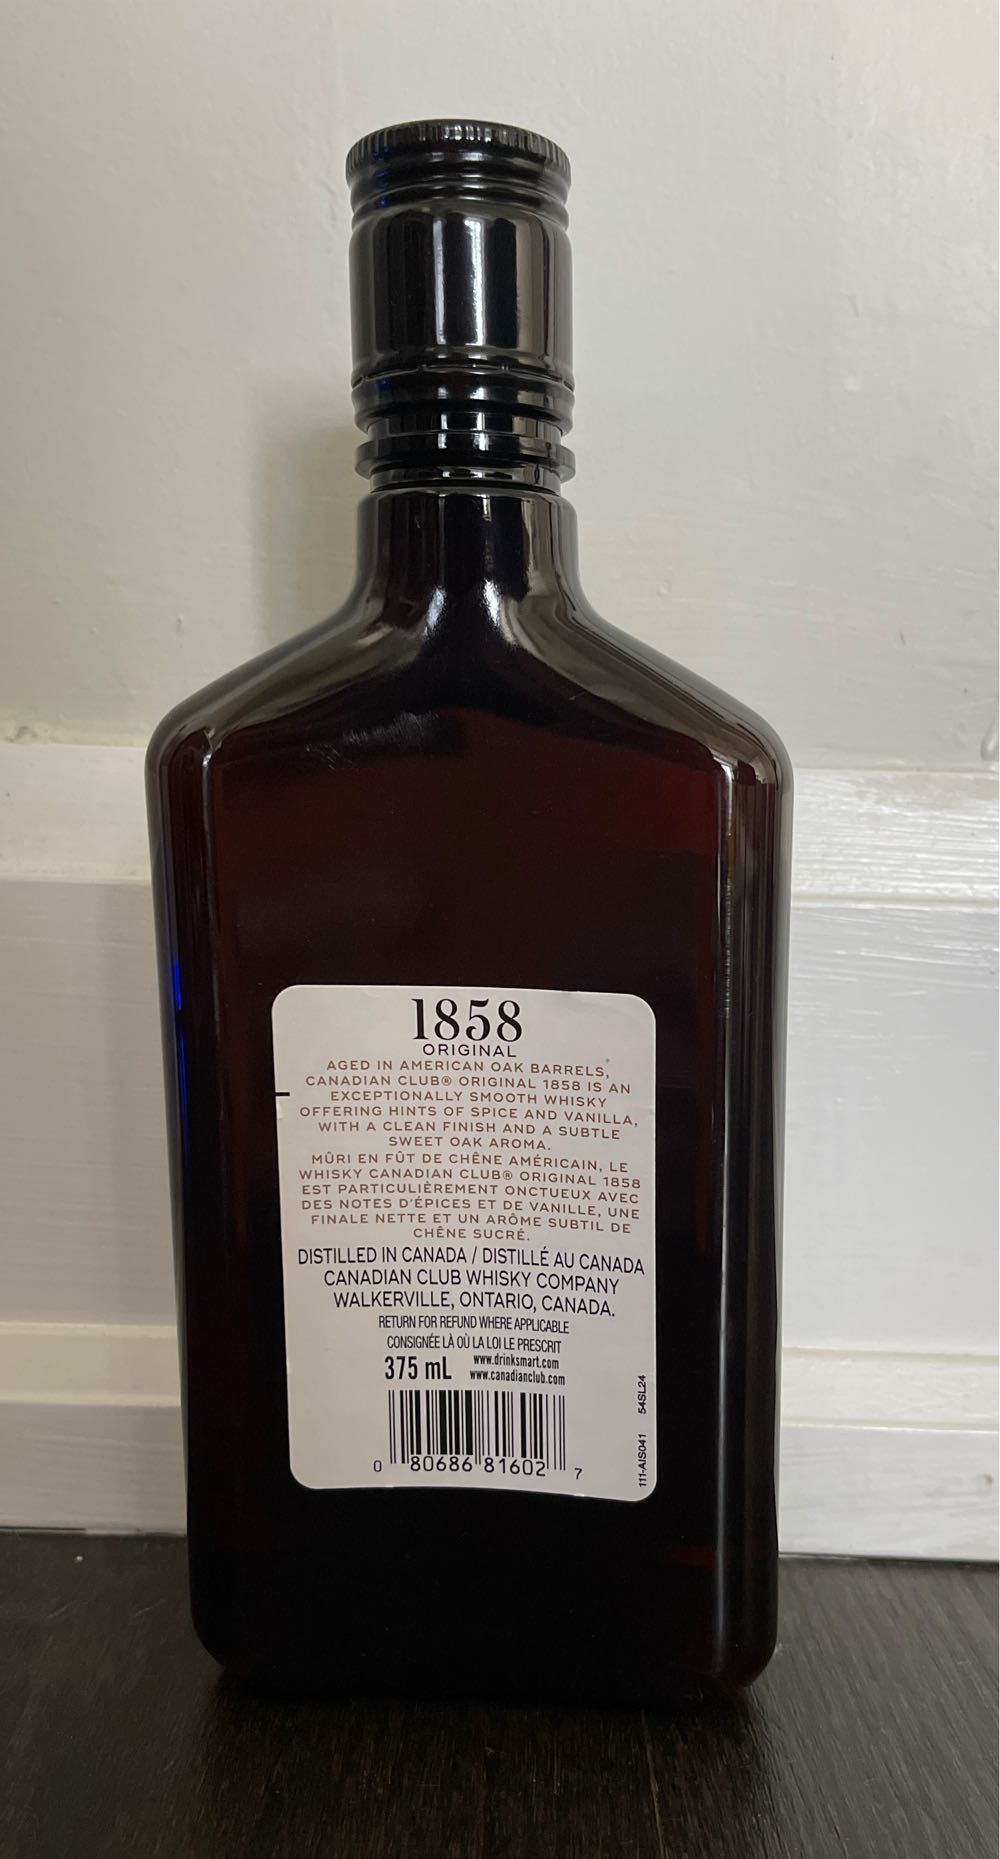 1858
ORIGINAL
AGED IN AMERICAN OAK BARRELS,
CANADIAN CLUB® ORIGINAL 1858 IS AN
EXCEPTIONALLY SMOOTH WHISKY
OFFERING HINTS OF SPICE AND VANILLA,
WITH A CLEAN FINISH AND A SUBTLE
SWEET OAK AROMA.
MÛRI EN FÛT DE CHÊNE AMÉRICAIN, LE
WHISKY CANADIAN CLUB® ORIGINAL 1858
EST PARTICULIÈREMENT ONCTUEUX AVEC
DES NOTES D'ÉPICES ET DE VANILLE, UNE
FINALE NETTE ET UN ARÔME SUBTIL DE
CHÊNE SUCRÉ.
DISTILLED IN CANADA / DISTILLÉ AU CANADA
CANADIAN CLUB WHISKY COMPANY
WALKERVILLE, ONTARIO, CANADA.
RETURN FOR REFUND WHERE APPLICABLE
CONSIGNÉE LÀ OÙ LA LOI LE PRESCRIT
375 mL
www.drinksmart.com
www.canadianclub.com
0 80686 81602 7
111-AIS041 54SL24